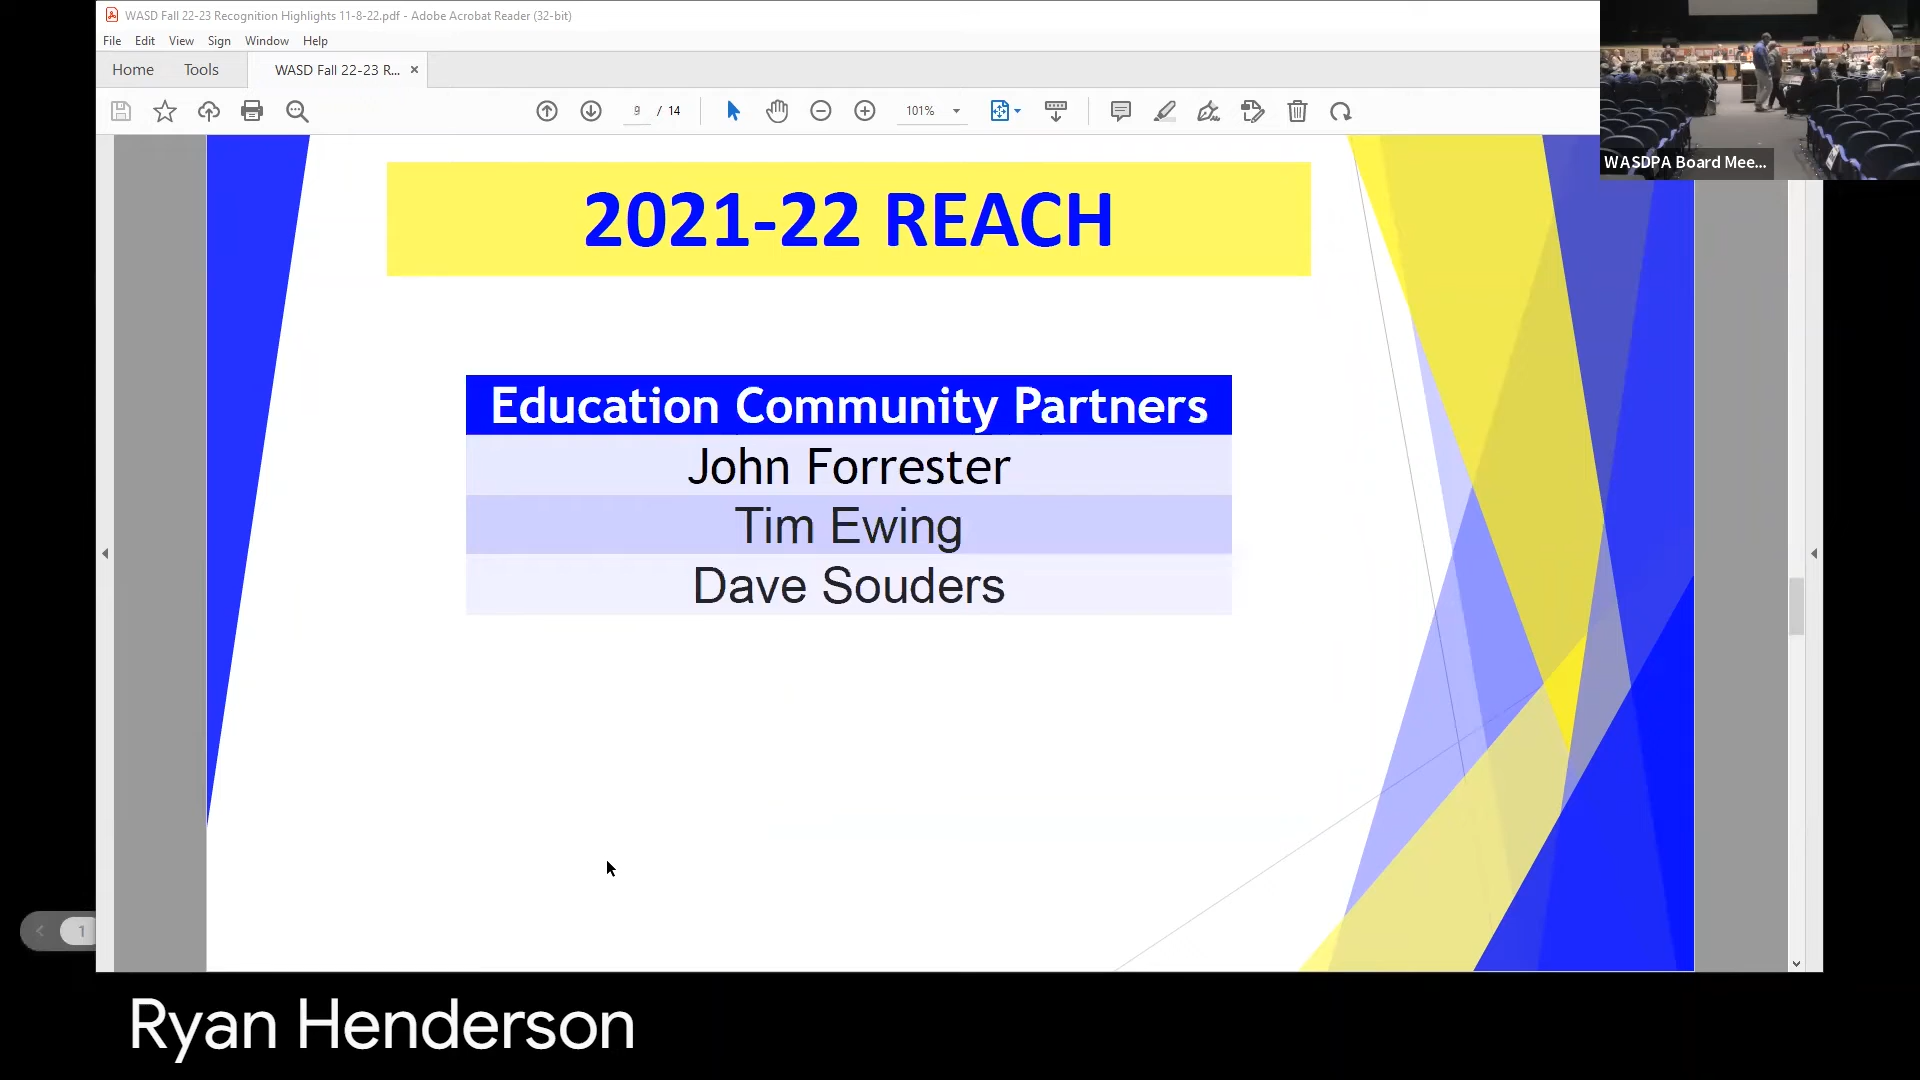 WASD Fall 22-23 Recognition Highlights 11-8-22.pdf - Adobe Acrobat Reader (32-bit)
File Edit View Sign Window Help
Home Tools WASD Fall 22-23 R... ×
9 / 14 101%
WASDPA Board Mee...
2021-22 REACH
Education Community Partners
John Forrester
Tim Ewing
Dave Souders
1
Ryan Henderson